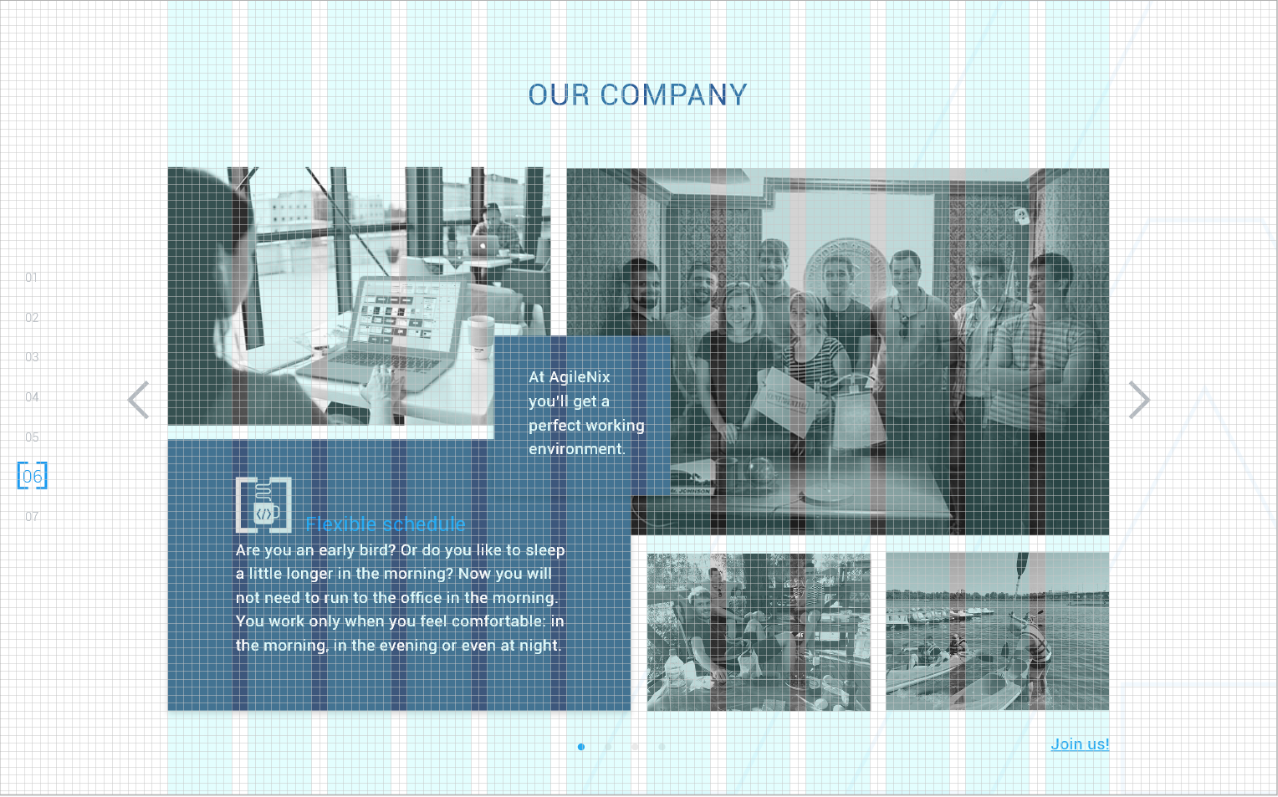 OUR COMPANY
01
02
03
04
05
[06]
07
At AgileNix
you'll get a
perfect working
environment.
</>
Flexible schedule
Are you an early bird? Or do you like to sleep
a little longer in the morning? Now you will
not need to run to the office in the morning.
You work only when you feel comfortable: in
the morning, in the evening or even at night.
JOHNSON
Join us!